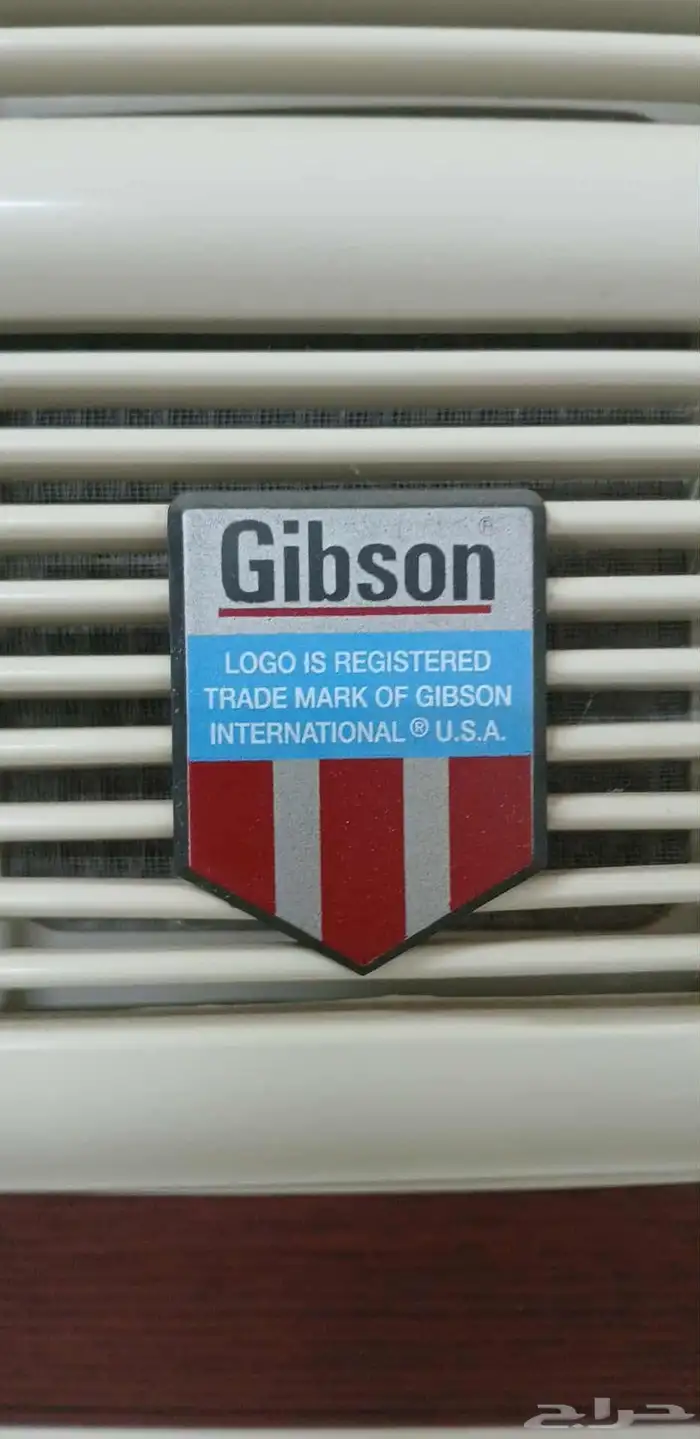 Gibson®
LOGO IS REGISTERED
TRADE MARK OF GIBSON
INTERNATIONAL ® U.S.A.
حراج